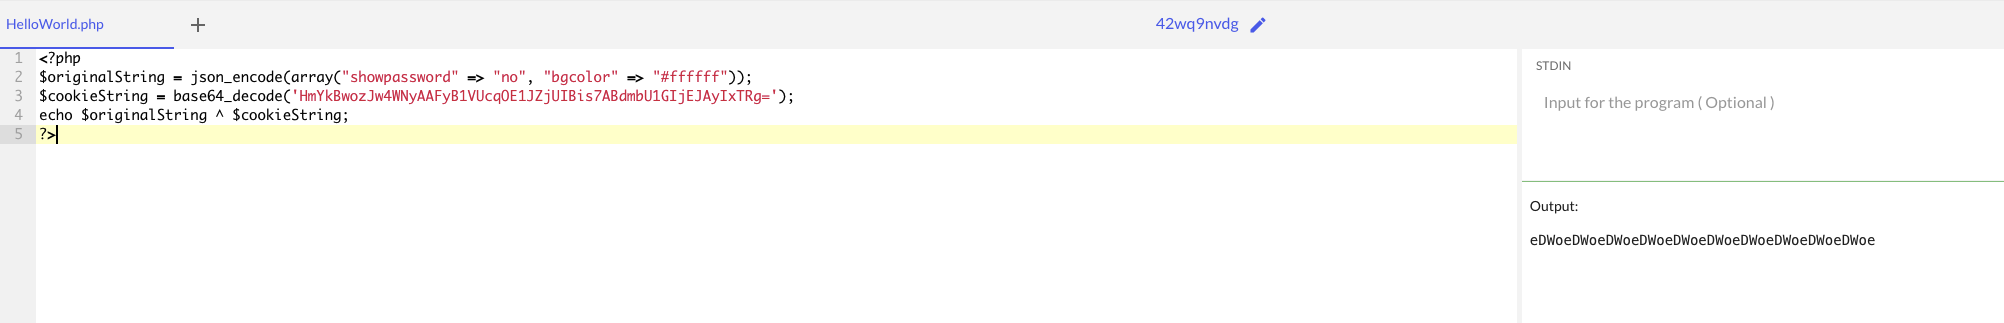 HelloWorld.php
42wq9nvdg
1 <?php
2 $originalString = json_encode(array("showpassword" => "no", "bgcolor" => "#ffffff"));
3 $cookieString = base64_decode('HmYkBwozJw4WNyAAFyB1VUcqOE1JZjUIBis7ABdmbU1GIjEJAyIxTRg=');
4 echo $originalString ^ $cookieString;
5 ?>
STDIN
Input for the program ( Optional )
Output:
eDWoeDWoeDWoeDWoeDWoeDWoeDWoeDWoeDWoeDWoe